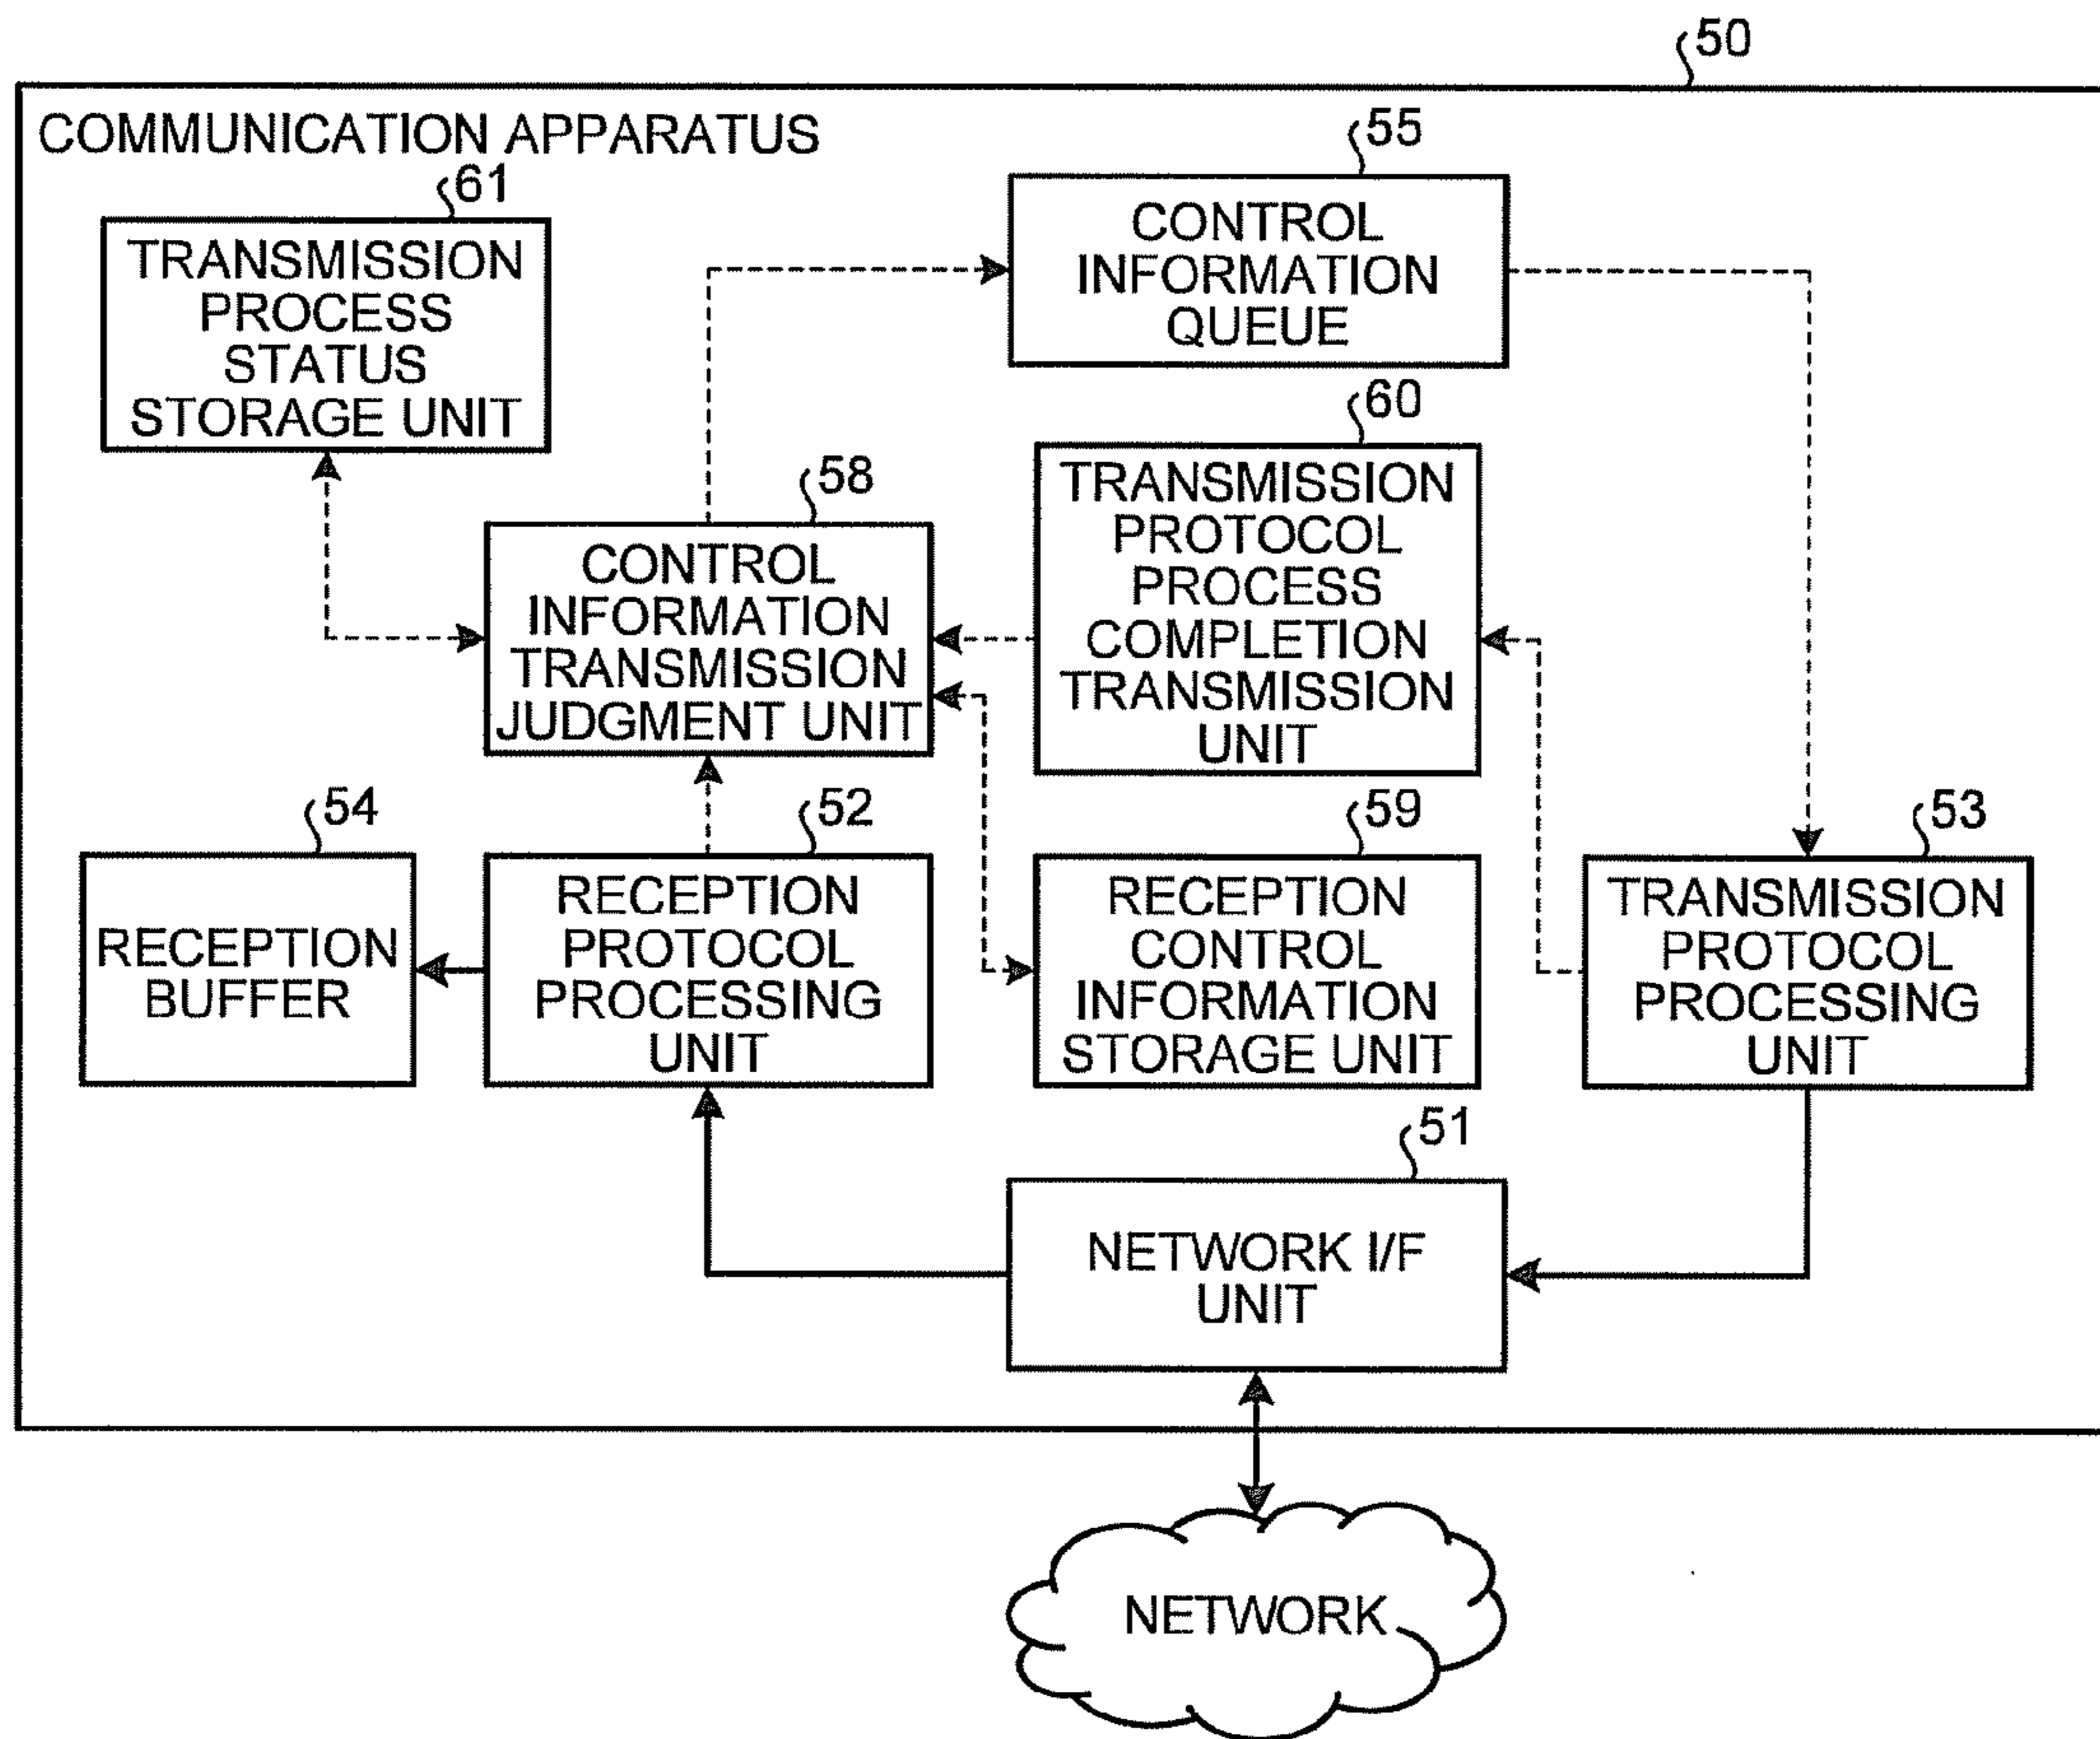 50
COMMUNICATION APPARATUS
55
61
CONTROL
INFORMATION
QUEUE
TRANSMISSION
PROCESS
STATUS
STORAGE UNIT
60
58
TRANSMISSION
PROTOCOL
PROCESS
COMPLETION
TRANSMISSION
UNIT
CONTROL
INFORMATION
TRANSMISSION
JUDGMENT UNIT
54
52
59
53
RECEPTION
BUFFER
RECEPTION
PROTOCOL
PROCESSING
UNIT
RECEPTION
CONTROL
INFORMATION
STORAGE UNIT
TRANSMISSION
PROTOCOL
PROCESSING
UNIT
51
NETWORK I/F
UNIT
NETWORK